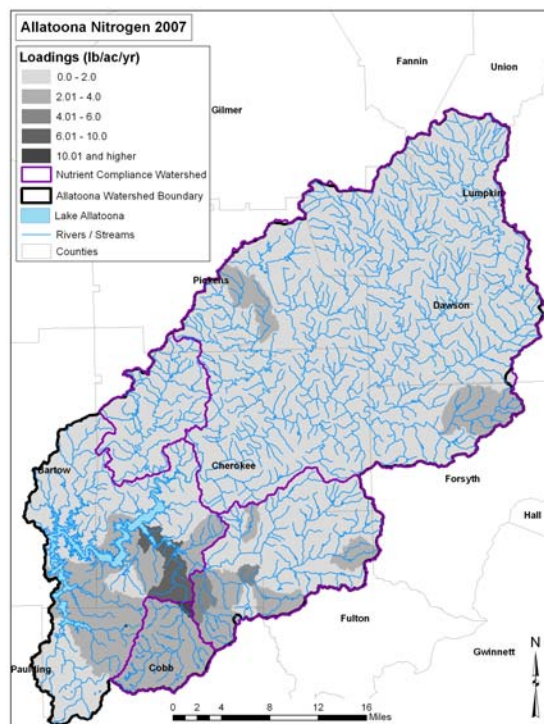 Allatoona Nitrogen 2007
Loadings (lb/ac/yr)
0.0 - 2.0
2.01 - 4.0
4.01 - 6.0
6.01 - 10.0
10.01 and higher
Nutrient Compliance Watershed
Allatoona Watershed Boundary
Lake Allatoona
Rivers / Streams
Counties
Fannin
Union
Gilmer
Lumpkin
Pickens
Dawson
Bartow
Cherokee
Forsyth
Hall
Fulton
Gwinnett
Paulding
Cobb
N
0 2 4 8 12 16
Miles